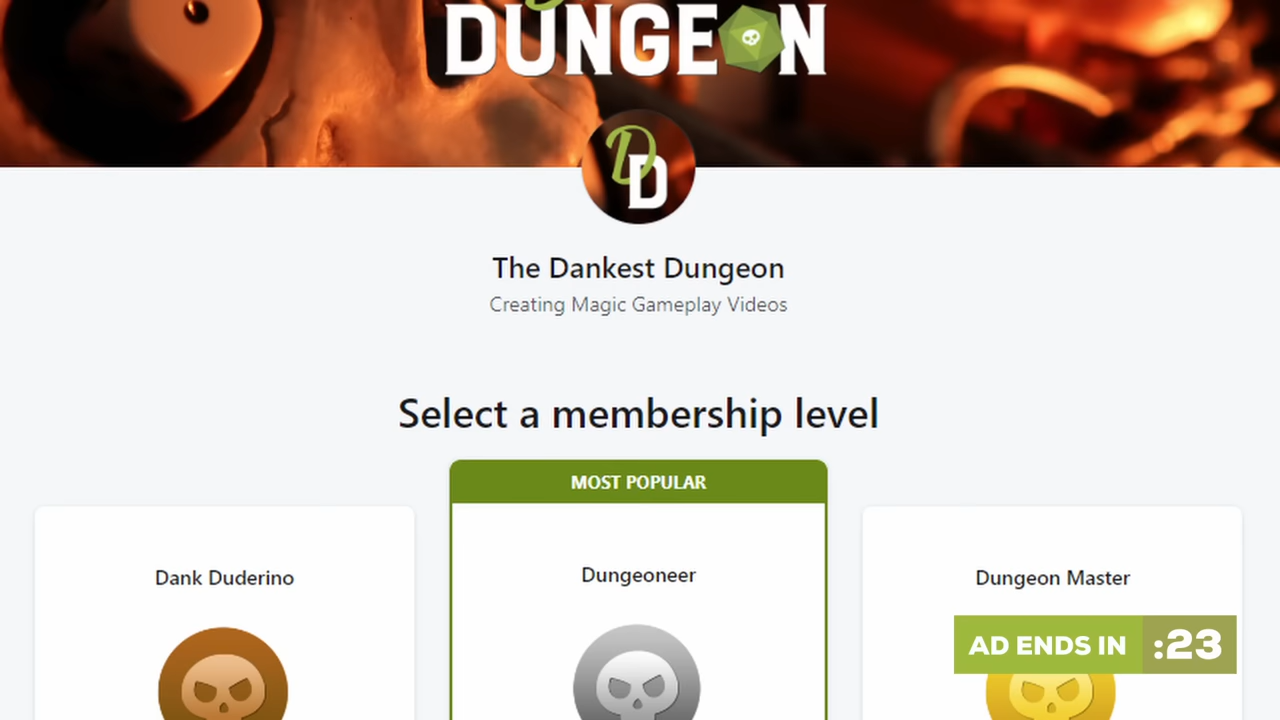 DUNGEON
DD
The Dankest Dungeon
Creating Magic Gameplay Videos
Select a membership level
MOST POPULAR
Dank Duderino
Dungeoneer
Dungeon Master
AD ENDS IN :23